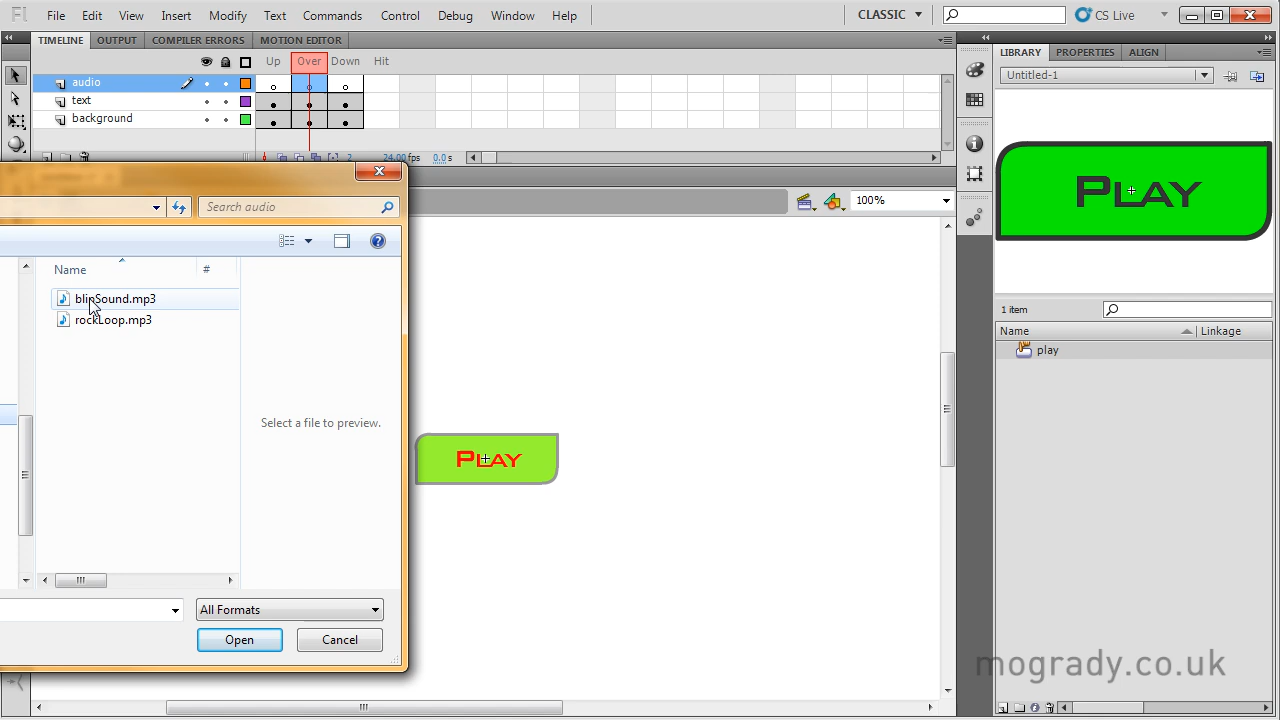 Fl File Edit View Insert Modify Text Commands Control Debug Window Help CLASSIC CS Live
TIMELINE OUTPUT COMPILER ERRORS MOTION EDITOR
Up Over Down Hit
audio
text
background
2 24.00 fps 0.0 s
Search audio
100%
Name #
blipSound.mp3
rockLoop.mp3
Select a file to preview.
All Formats
Open Cancel
PLAY
LIBRARY PROPERTIES ALIGN
Untitled-1
PLAY
1 item
Name Linkage
play
mogrady.co.uk